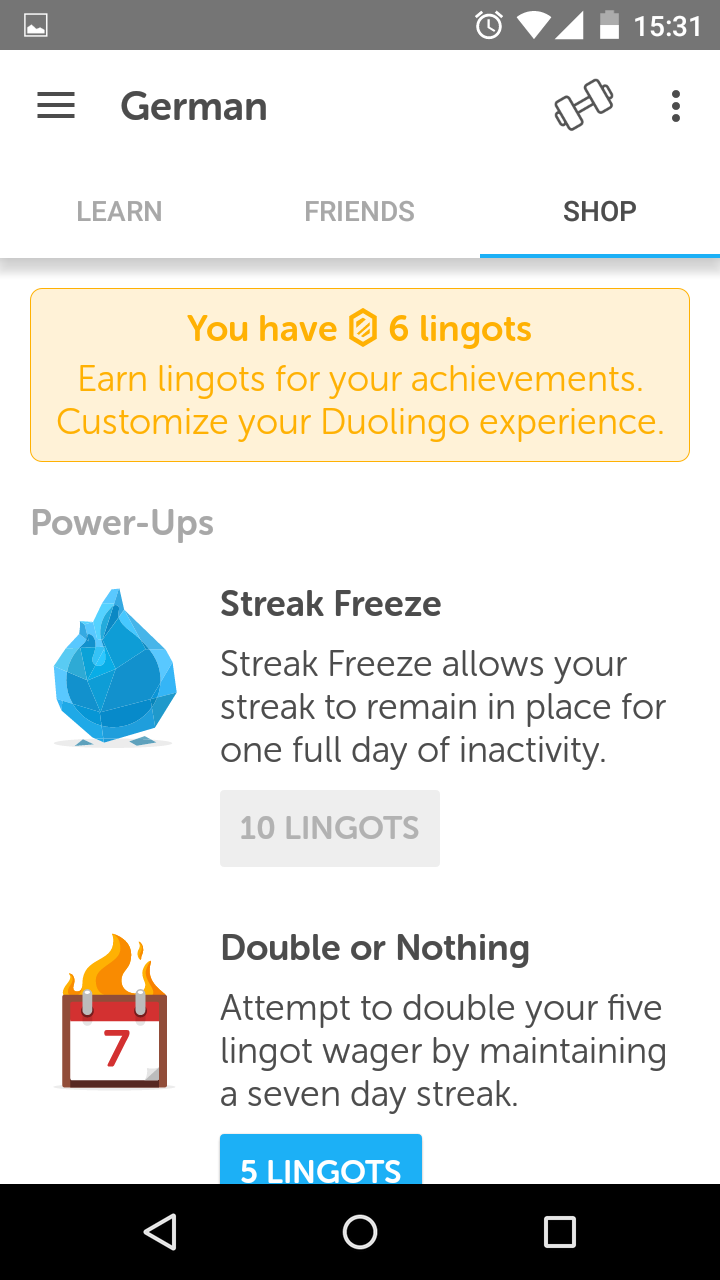 15:31
German
LEARN FRIENDS SHOP
You have 6 lingots
Earn lingots for your achievements.
Customize your Duolingo experience.
Power-Ups
Streak Freeze
Streak Freeze allows your
streak to remain in place for
one full day of inactivity.
10 LINGOTS
7
Double or Nothing
Attempt to double your five
lingot wager by maintaining
a seven day streak.
5 LINGOTS